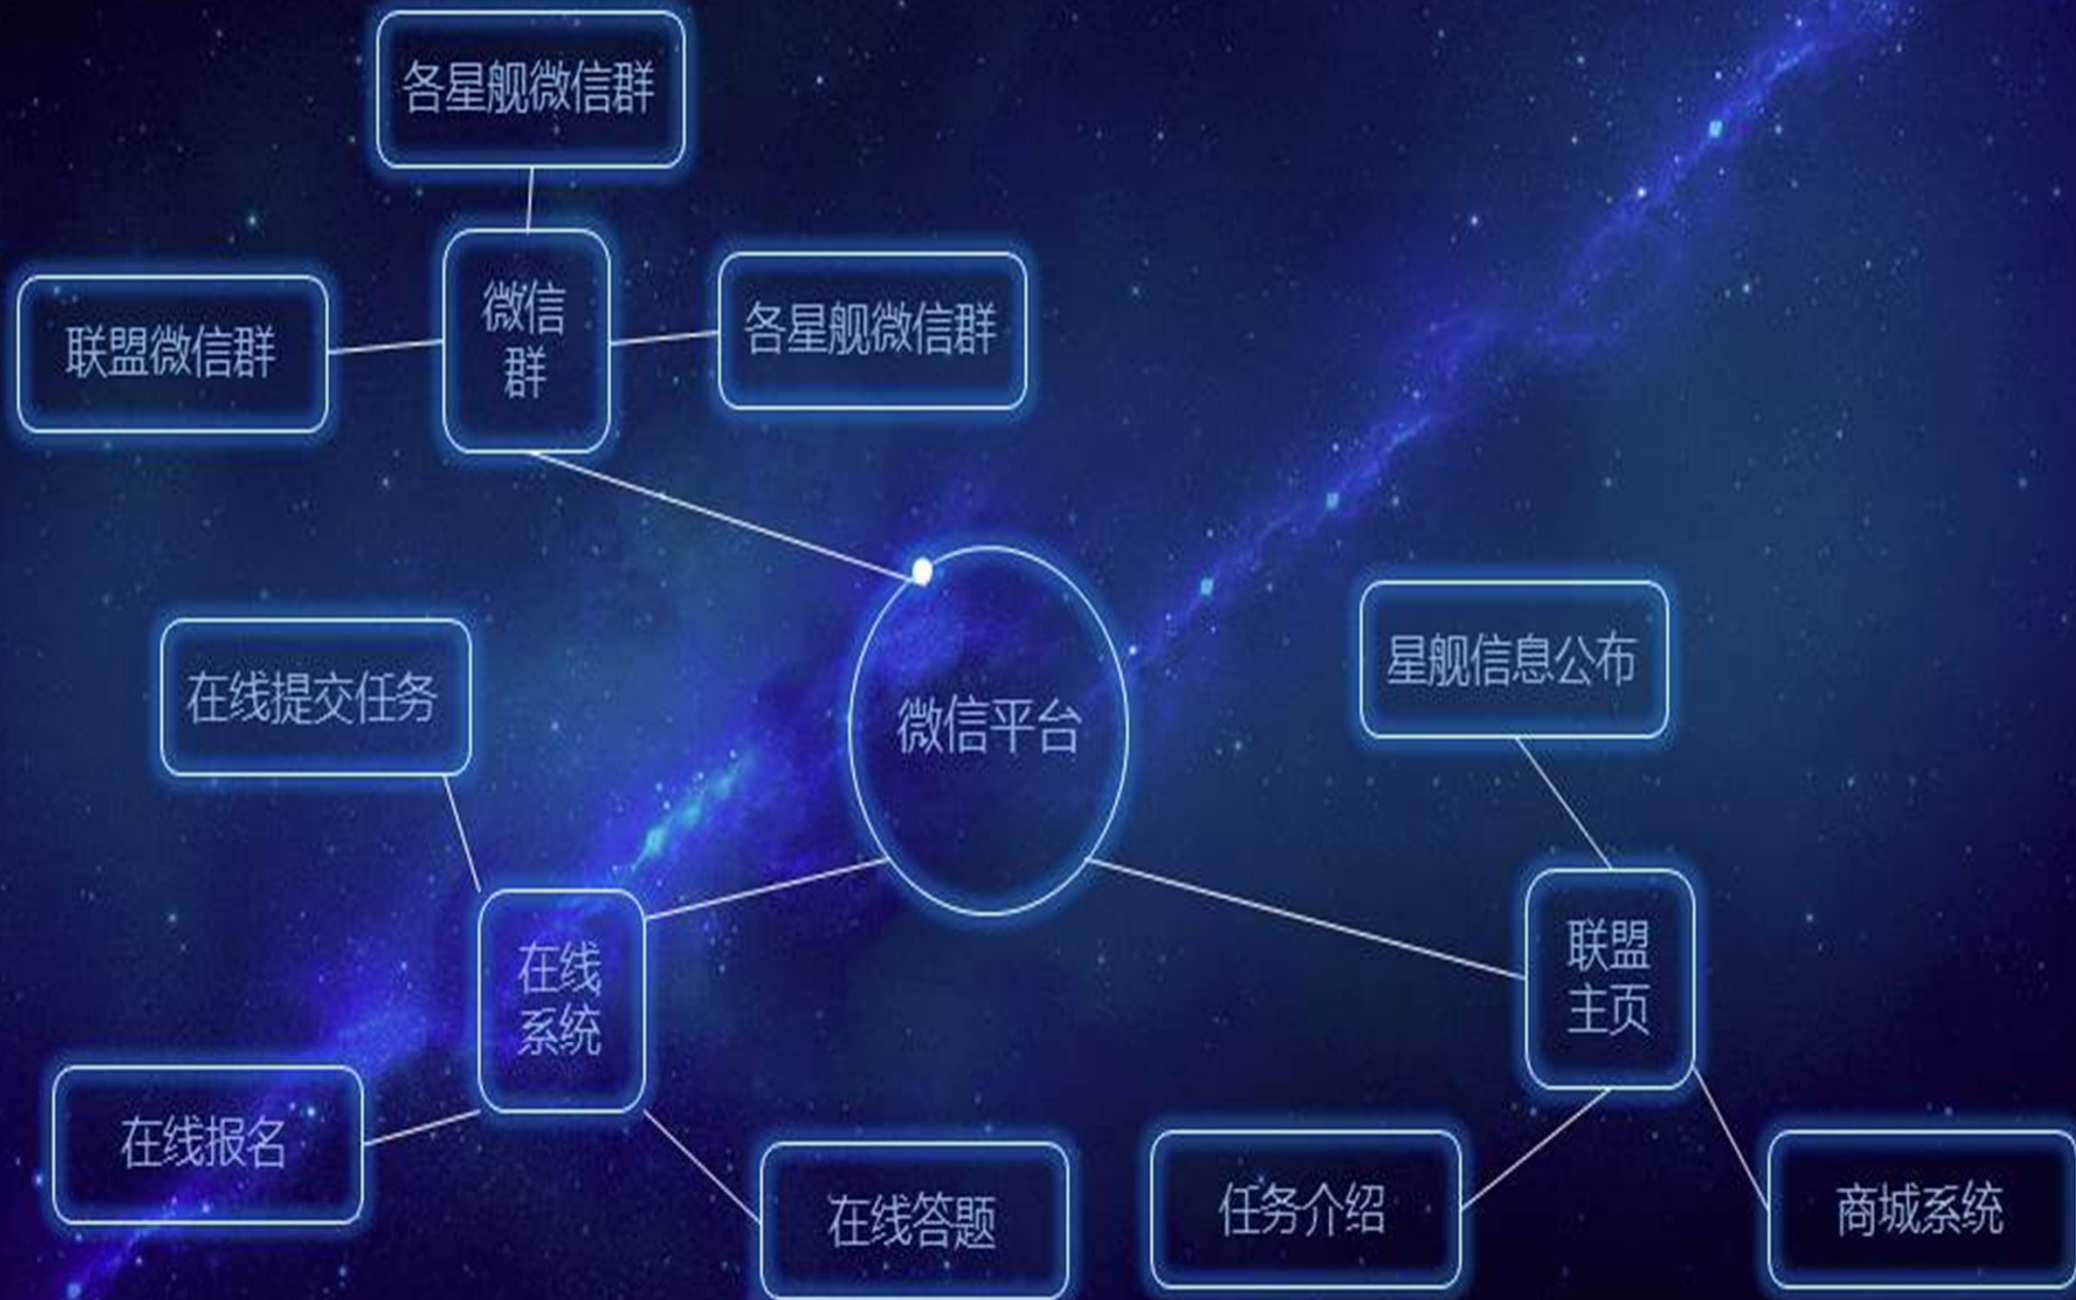 各星舰微信群
联盟微信群
微信
群
各星舰微信群
微信平台
在线提交任务
星舰信息公布
在线
系统
联盟
主页
在线报名
在线答题
任务介绍
商城系统